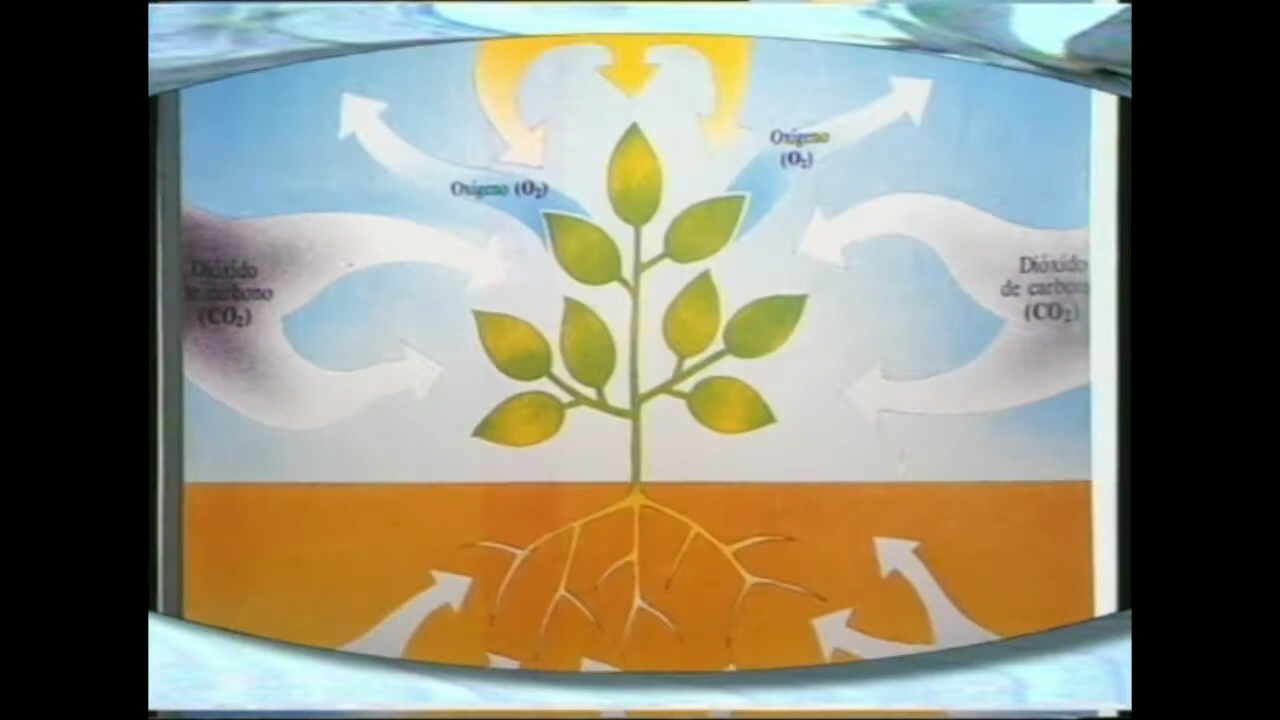 Oxígeno
(O₂)
Oxígeno (O₂)
Dióxido
de carbono
(CO₂)
Dióxido
de carbono
(CO₂)